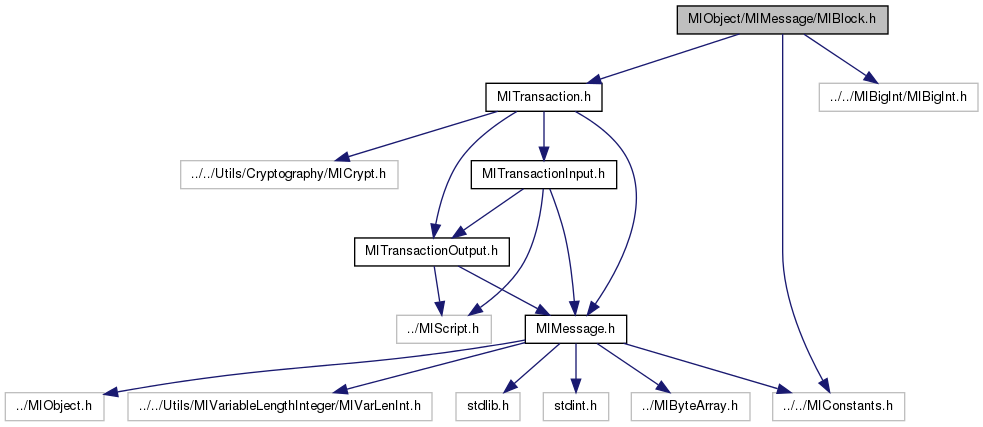 MIObject/MIMessage/MIBlock.h
MITransaction.h
../../MIBigInt/MIBigInt.h
../../Utils/Cryptography/MICrypt.h
MITransactionInput.h
MITransactionOutput.h
../MIScript.h
MIMessage.h
../MIObject.h
../../Utils/MIVariableLengthInteger/MIVarLenInt.h
stdlib.h
stdint.h
../MIByteArray.h
../../MIConstants.h